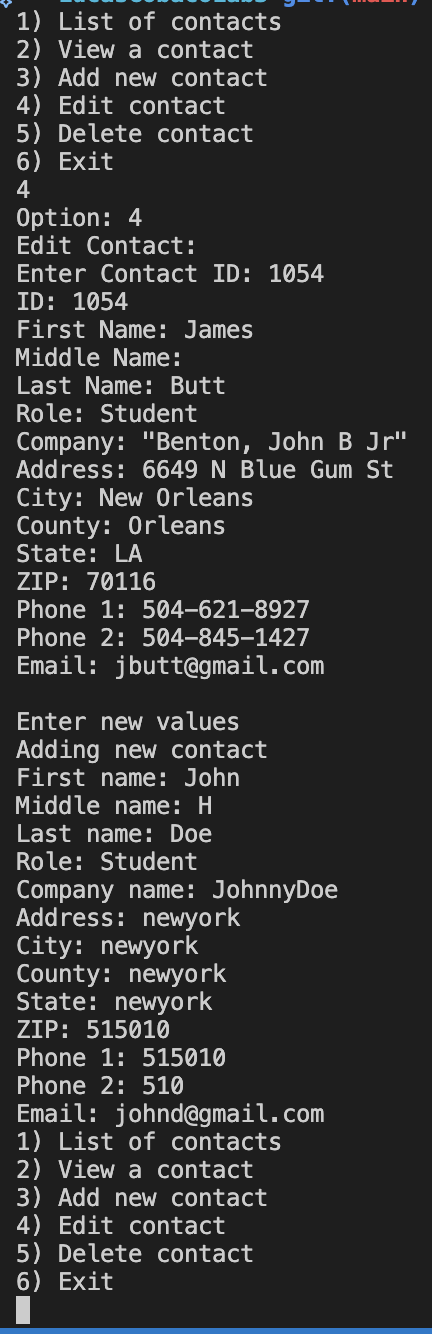 1) List of contacts
2) View a contact
3) Add new contact
4) Edit contact
5) Delete contact
6) Exit
4
Option: 4
Edit Contact:
Enter Contact ID: 1054
ID: 1054
First Name: James
Middle Name:
Last Name: Butt
Role: Student
Company: "Benton, John B Jr"
Address: 6649 N Blue Gum St
City: New Orleans
County: Orleans
State: LA
ZIP: 70116
Phone 1: 504-621-8927
Phone 2: 504-845-1427
Email: jbutt@gmail.com
Enter new values
Adding new contact
First name: John
Middle name: H
Last name: Doe
Role: Student
Company name: JohnnyDoe
Address: newyork
City: newyork
County: newyork
State: newyork
ZIP: 515010
Phone 1: 515010
Phone 2: 510
Email: johnd@gmail.com
1) List of contacts
2) View a contact
3) Add new contact
4) Edit contact
5) Delete contact
6) Exit